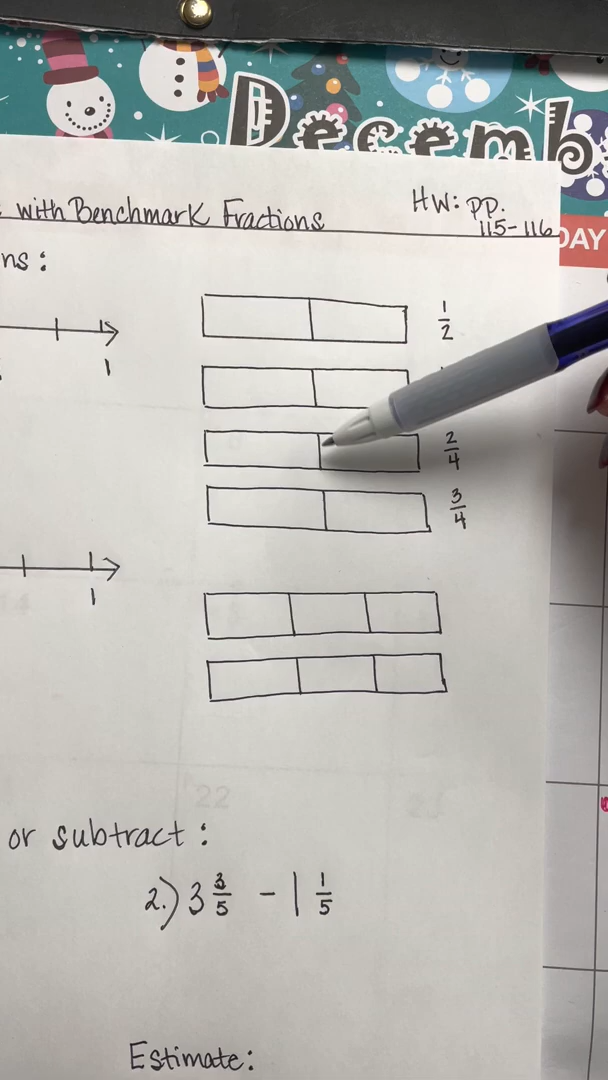 Decemb
with Benchmark Fractions
HW: pp.
115-116
DAY
ns:
1/2
1
2/4
3/4
1
22
or subtract:
2.) 3 3/5 - 1 1/5
Estimate: